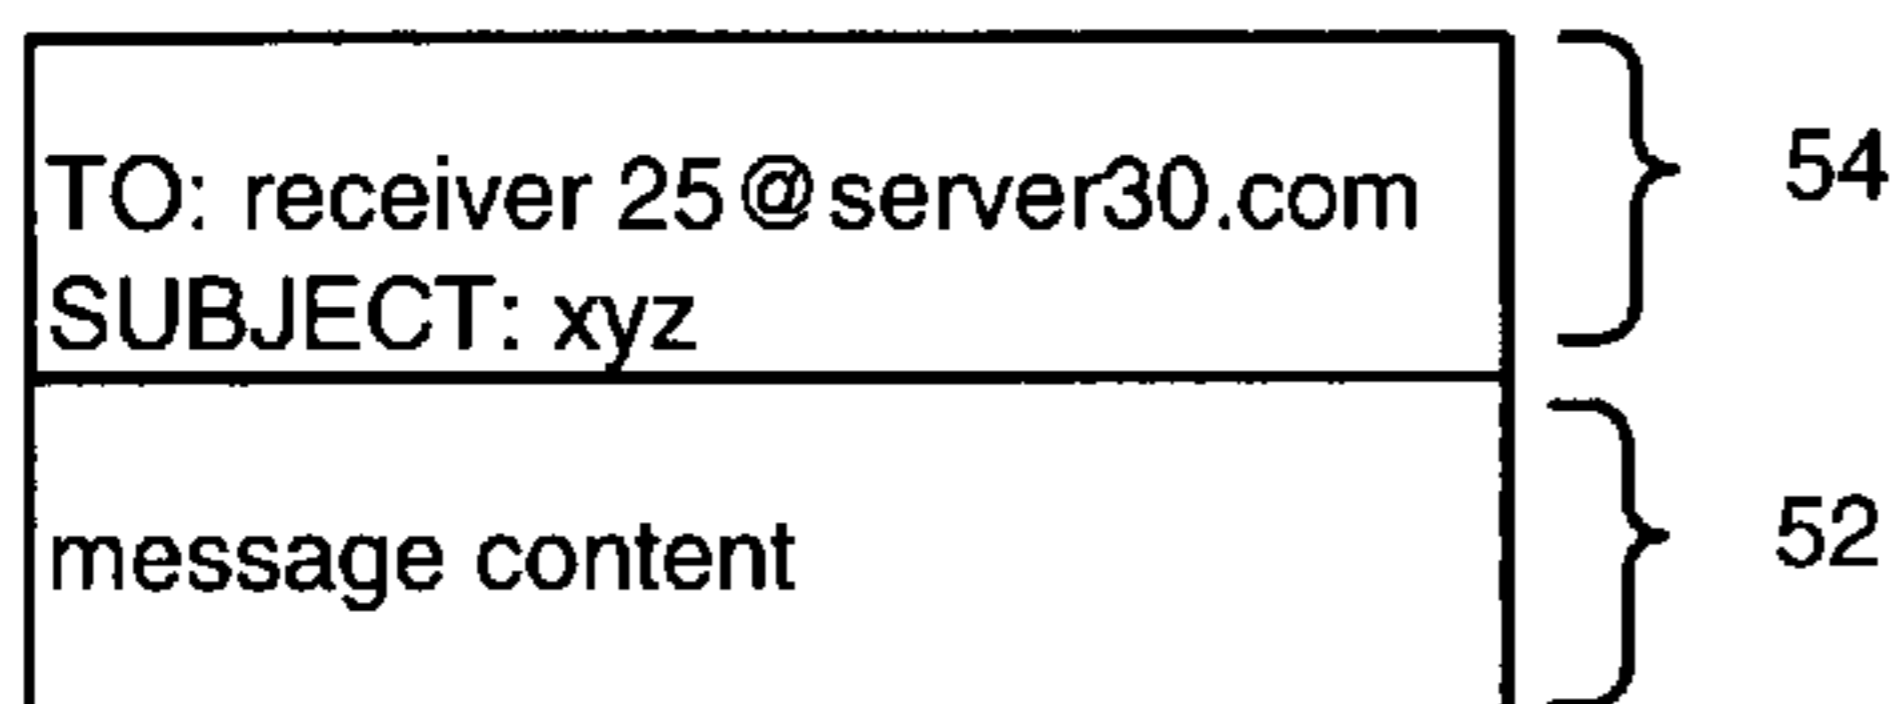 TO: receiver 25@server30.com
SUBJECT: xyz
54
message content
52